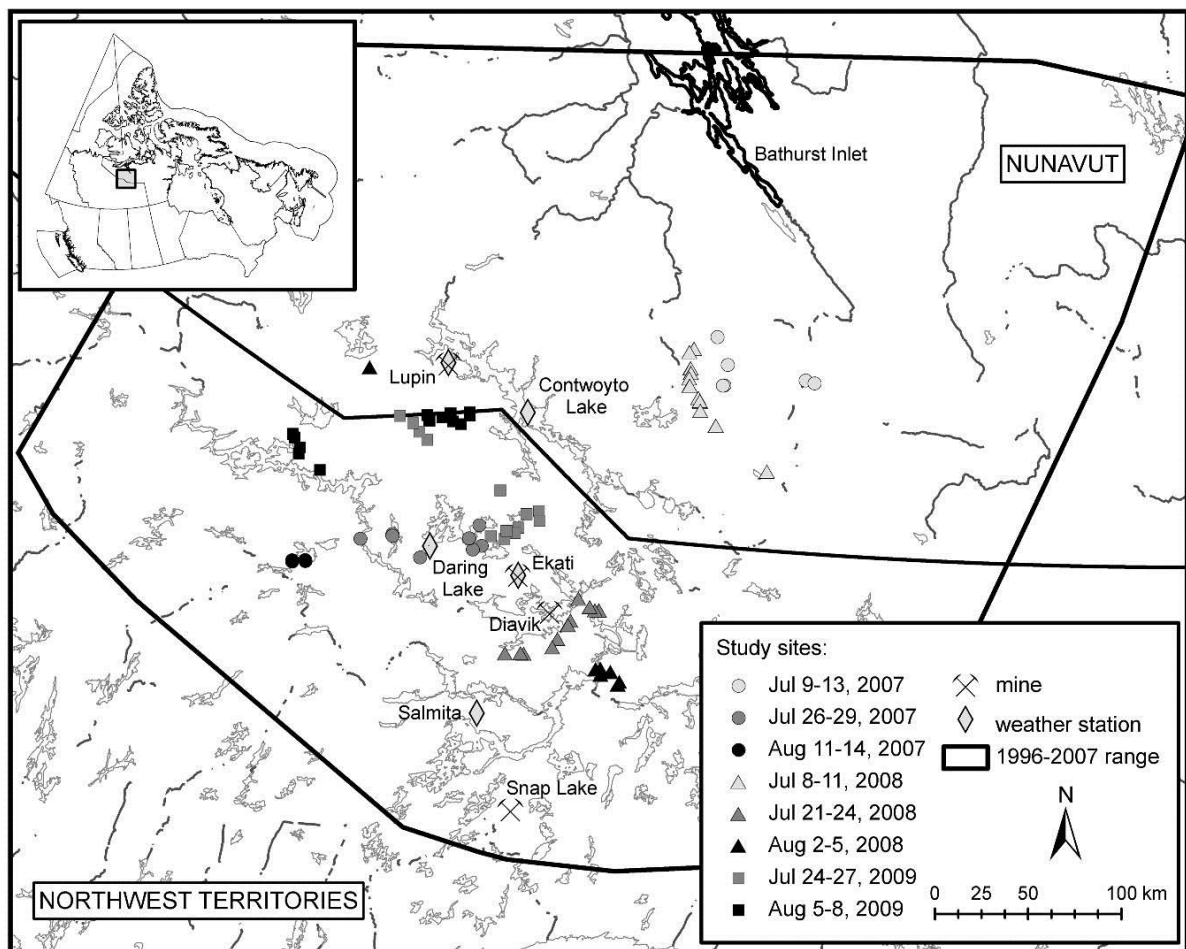 Bathurst Inlet
NUNAVUT
Lupin
Contwoyto
Lake
Daring
Lake
Ekati
Diavik
Salmita
Snap Lake
NORTHWEST TERRITORIES
Study sites:
Jul 9-13, 2007
Jul 26-29, 2007
Aug 11-14, 2007
Jul 8-11, 2008
Jul 21-24, 2008
Aug 2-5, 2008
Jul 24-27, 2009
Aug 5-8, 2009
mine
weather station
1996-2007 range
N
0 25 50 100 km